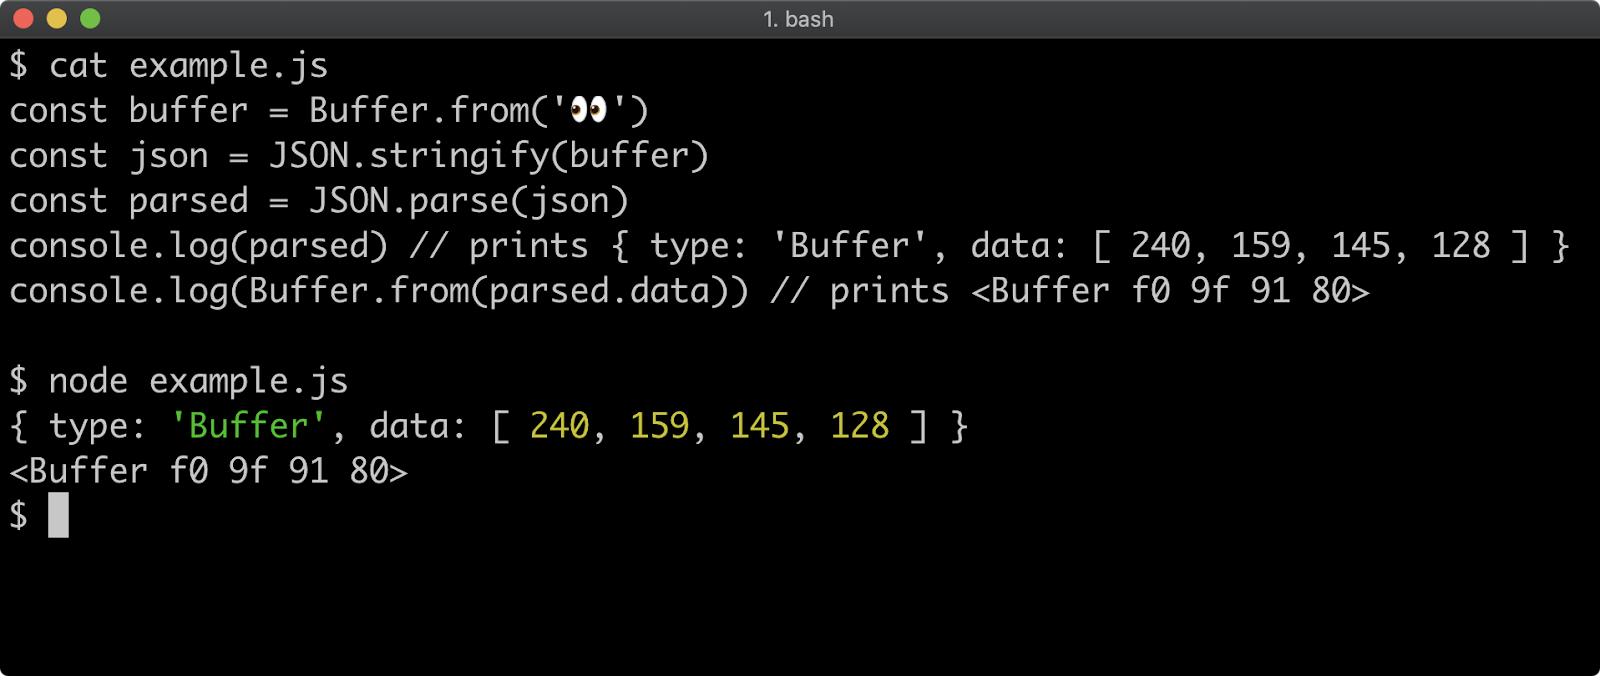 1. bash
$ cat example.js
const buffer = Buffer.from('👀')
const json = JSON.stringify(buffer)
const parsed = JSON.parse(json)
console.log(parsed) // prints { type: 'Buffer', data: [ 240, 159, 145, 128 ] }
console.log(Buffer.from(parsed.data)) // prints <Buffer f0 9f 91 80>
$ node example.js
{ type: 'Buffer', data: [ 240, 159, 145, 128 ] }
<Buffer f0 9f 91 80>
$